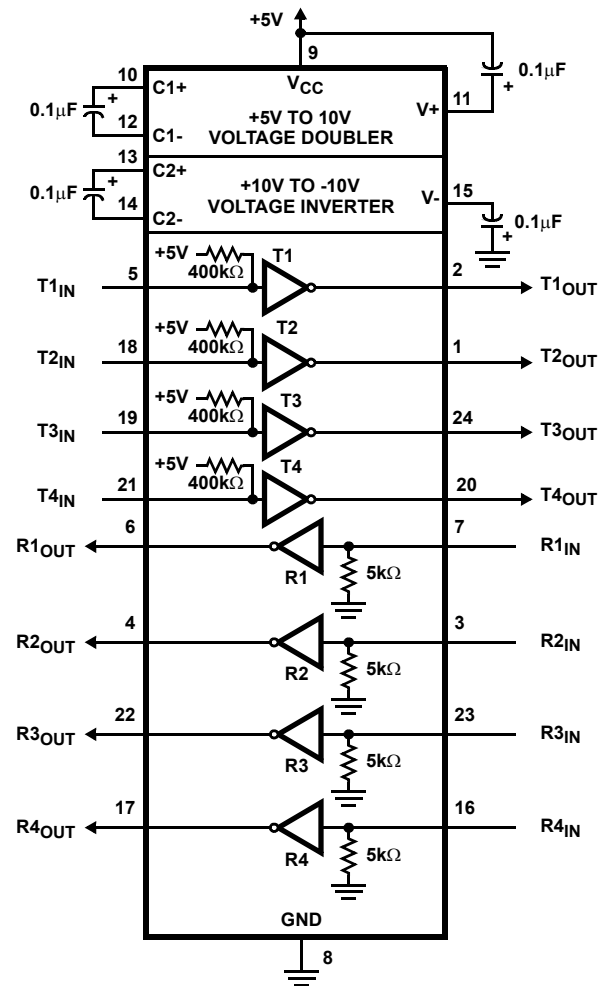 +5V
9
10
0.1µF
+
12
C1+
C1-
VCC
+5V TO 10V
VOLTAGE DOUBLER
V+
11
+
0.1µF
13
0.1µF
+
14
C2+
C2-
+10V TO -10V
VOLTAGE INVERTER
V-
15
+
0.1µF
T1IN
5
+5V
400kΩ
T1
2
T1OUT
T2IN
18
+5V
400kΩ
T2
1
T2OUT
T3IN
19
+5V
400kΩ
T3
24
T3OUT
T4IN
21
+5V
400kΩ
T4
20
T4OUT
R1OUT
6
R1
5kΩ
7
R1IN
R2OUT
4
R2
5kΩ
3
R2IN
R3OUT
22
R3
5kΩ
23
R3IN
R4OUT
17
R4
5kΩ
16
R4IN
GND
8